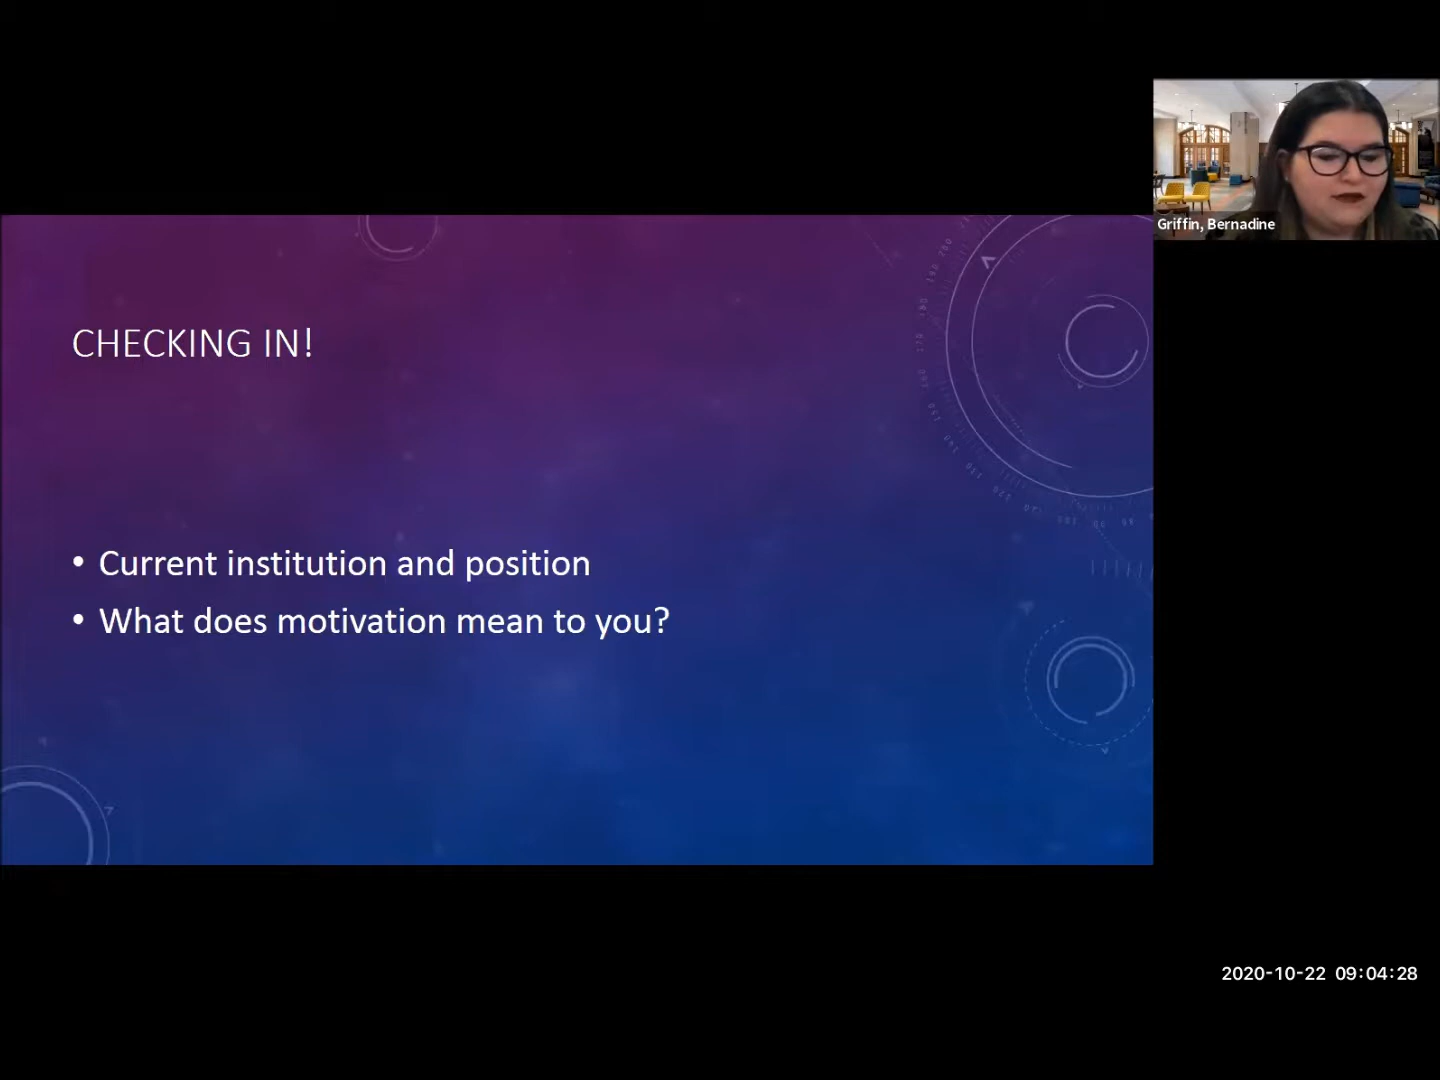 Griffin, Bernadine
CHECKING IN!
• Current institution and position
• What does motivation mean to you?
2020-10-22 09:04:28